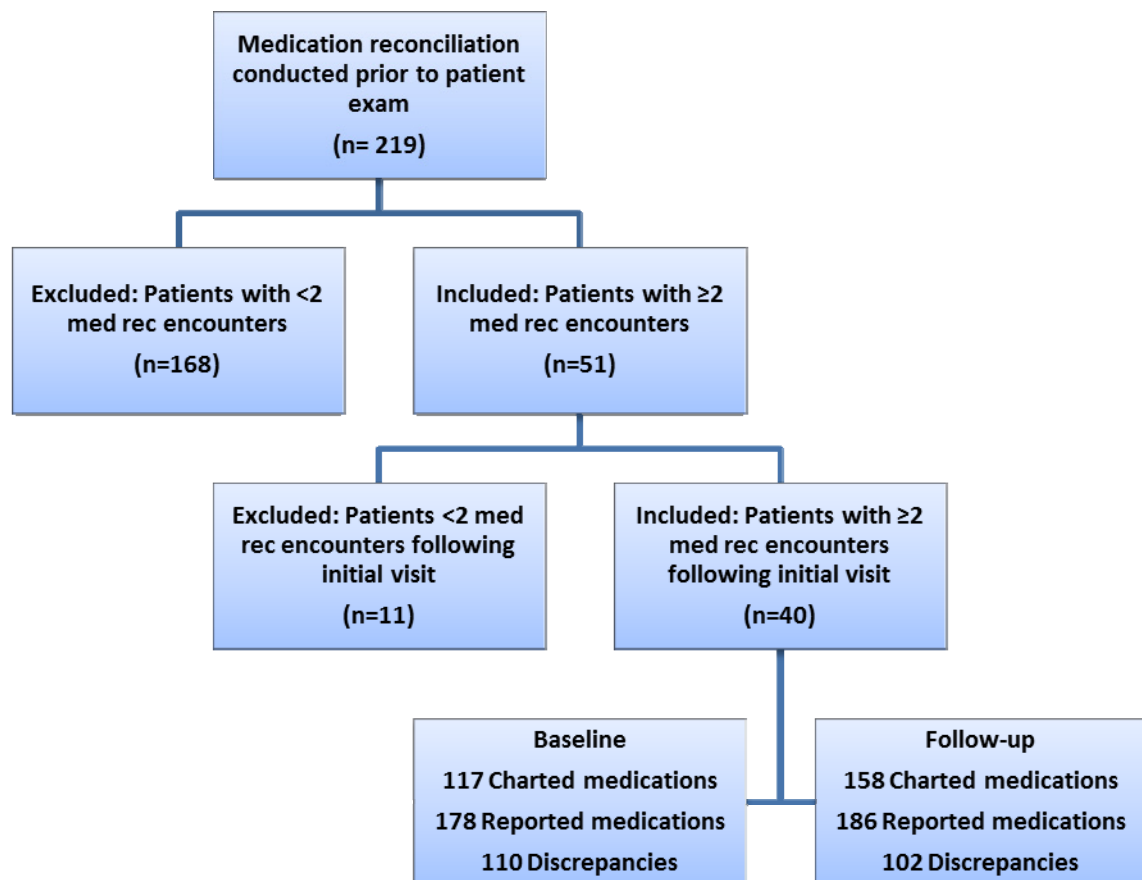 Medication reconciliation
conducted prior to patient
exam
(n= 219)
Excluded: Patients with <2
med rec encounters
(n=168)
Included: Patients with ≥2
med rec encounters
(n=51)
Excluded: Patients <2 med
rec encounters following
initial visit
(n=11)
Included: Patients with ≥2
med rec encounters
following initial visit
(n=40)
Baseline
117 Charted medications
178 Reported medications
110 Discrepancies
Follow-up
158 Charted medications
186 Reported medications
102 Discrepancies